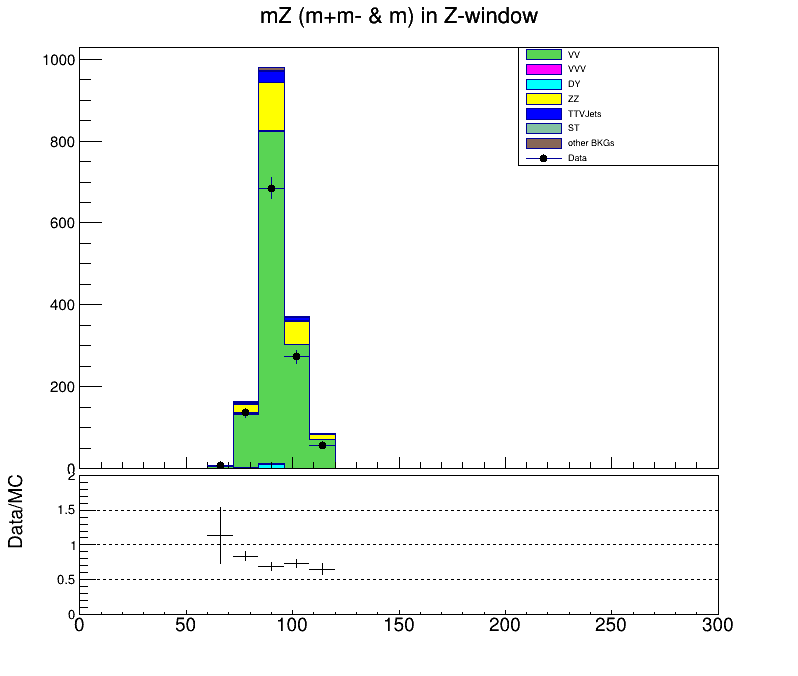 mZ (m+m- & m) in Z-window
1000
800
600
400
200
0
VV
VVV
DY
ZZ
TTVJets
ST
other BKGs
Data
Data/MC
2
1.5
1
0.5
0
0 50 100 150 200 250 300